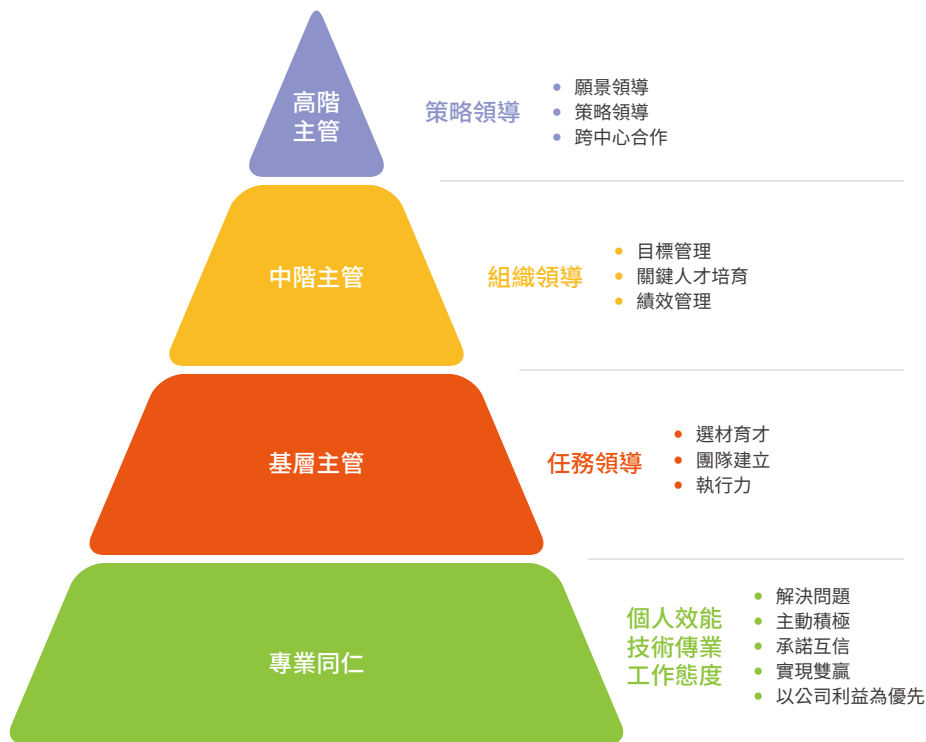 高階
主管
策略領導
願景領導
策略領導
跨中心合作
中階主管
組織領導
目標管理
關鍵人才培育
績效管理
基層主管
任務領導
選材育才
團隊建立
執行力
專業同仁
個人效能
技術傳業
工作態度
解決問題
主動積極
承諾互信
實現雙贏
以公司利益為優先